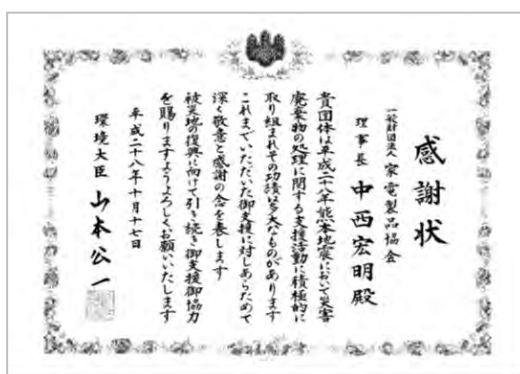 感謝状
一般財団法人 家電製品協会
理事長 中西宏明殿
貴団体は平成二十八年熊本地震において災害
廃棄物の処理に関する支援活動に積極的に
取り組まれその功績は多大なものがあります
これまでいただいた御支援に対しあらためて
深く敬意と感謝の念を表します
被災地の復興に向けて引き続き御支援御協力
を賜りますようよろしくお願いいたします
平成二十八年十月十七日
環境大臣 山本公一